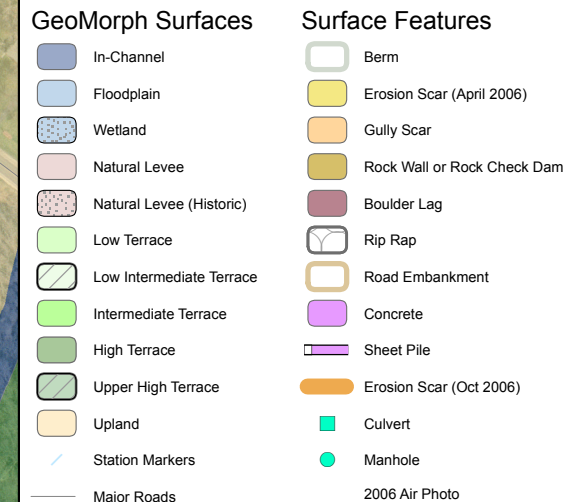 GeoMorph Surfaces
In-Channel
Floodplain
Wetland
Natural Levee
Natural Levee (Historic)
Low Terrace
Low Intermediate Terrace
Intermediate Terrace
High Terrace
Upper High Terrace
Upland
Station Markers
Major Roads
Surface Features
Berm
Erosion Scar (April 2006)
Gully Scar
Rock Wall or Rock Check Dam
Boulder Lag
Rip Rap
Road Embankment
Concrete
Sheet Pile
Erosion Scar (Oct 2006)
Culvert
Manhole
2006 Air Photo